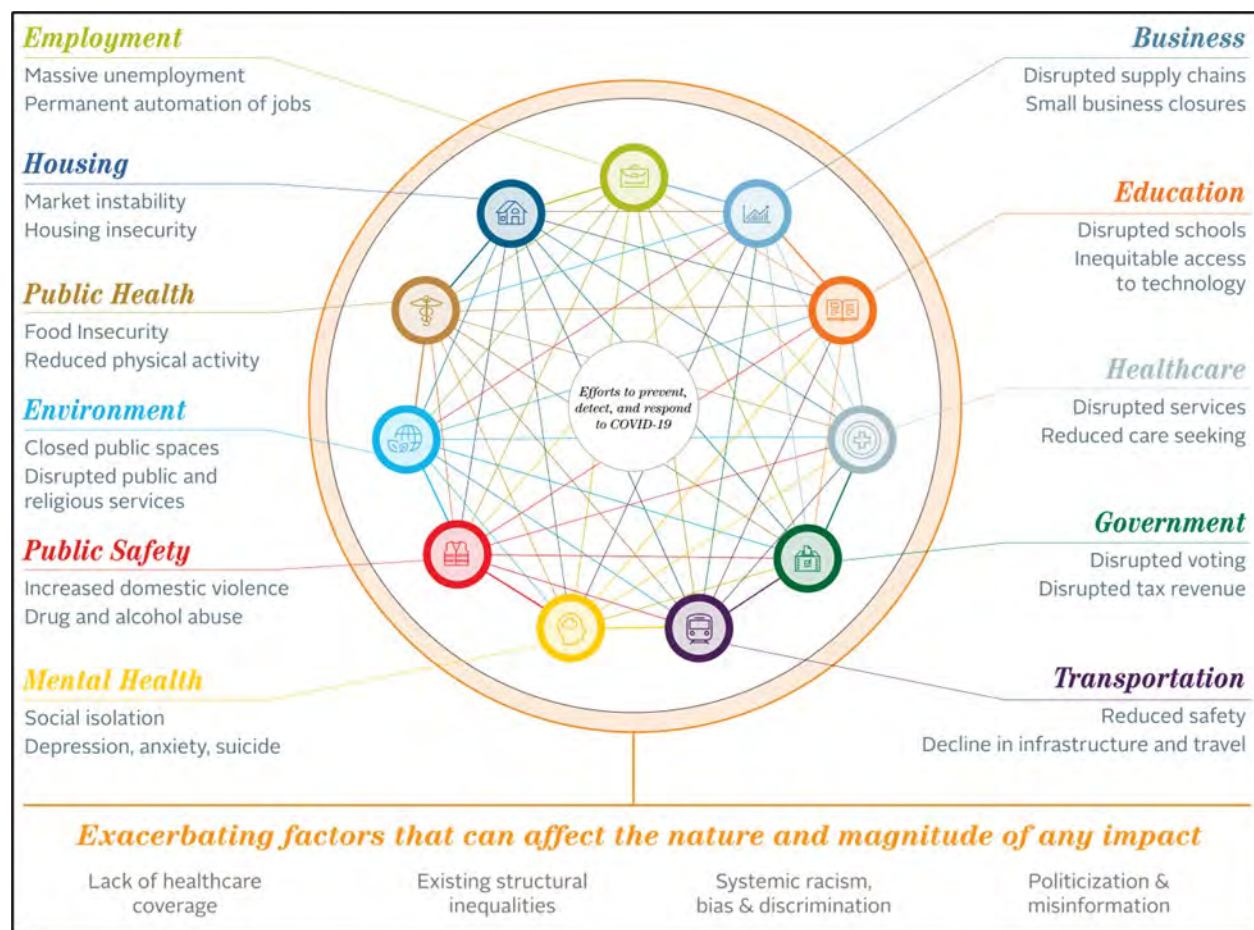 Employment
Massive unemployment
Permanent automation of jobs
Housing
Market instability
Housing insecurity
Public Health
Food Insecurity
Reduced physical activity
Environment
Closed public spaces
Disrupted public and
religious services
Public Safety
Increased domestic violence
Drug and alcohol abuse
Mental Health
Social isolation
Depression, anxiety, suicide
Efforts to prevent,
detect, and respond
to COVID-19
Business
Disrupted supply chains
Small business closures
Education
Disrupted schools
Inequitable access
to technology
Healthcare
Disrupted services
Reduced care seeking
Government
Disrupted voting
Disrupted tax revenue
Transportation
Reduced safety
Decline in infrastructure and travel
Exacerbating factors that can affect the nature and magnitude of any impact
Lack of healthcare
coverage
Existing structural
inequalities
Systemic racism,
bias & discrimination
Politicization &
misinformation